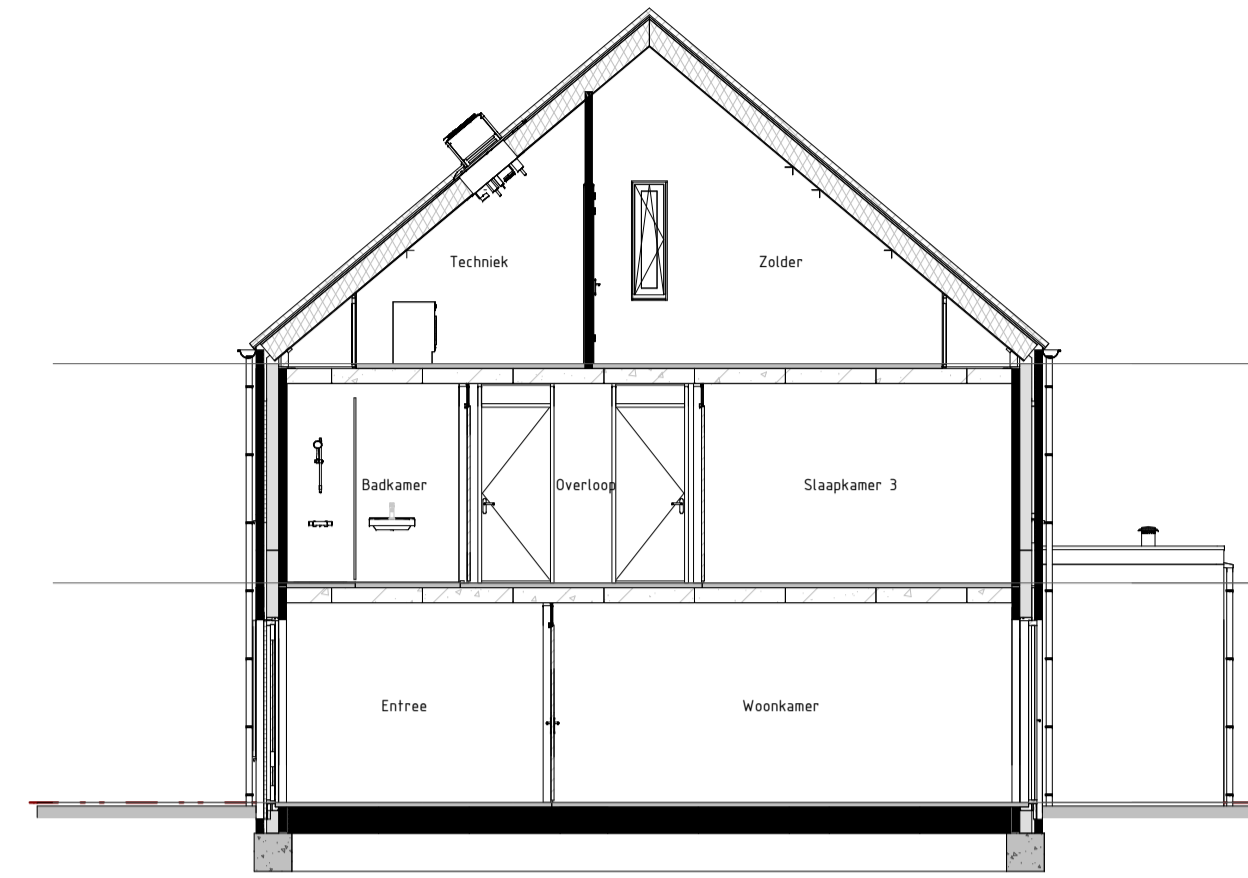 Techniek
Zolder
Badkamer
Overloop
Slaapkamer 3
Entree
Woonkamer